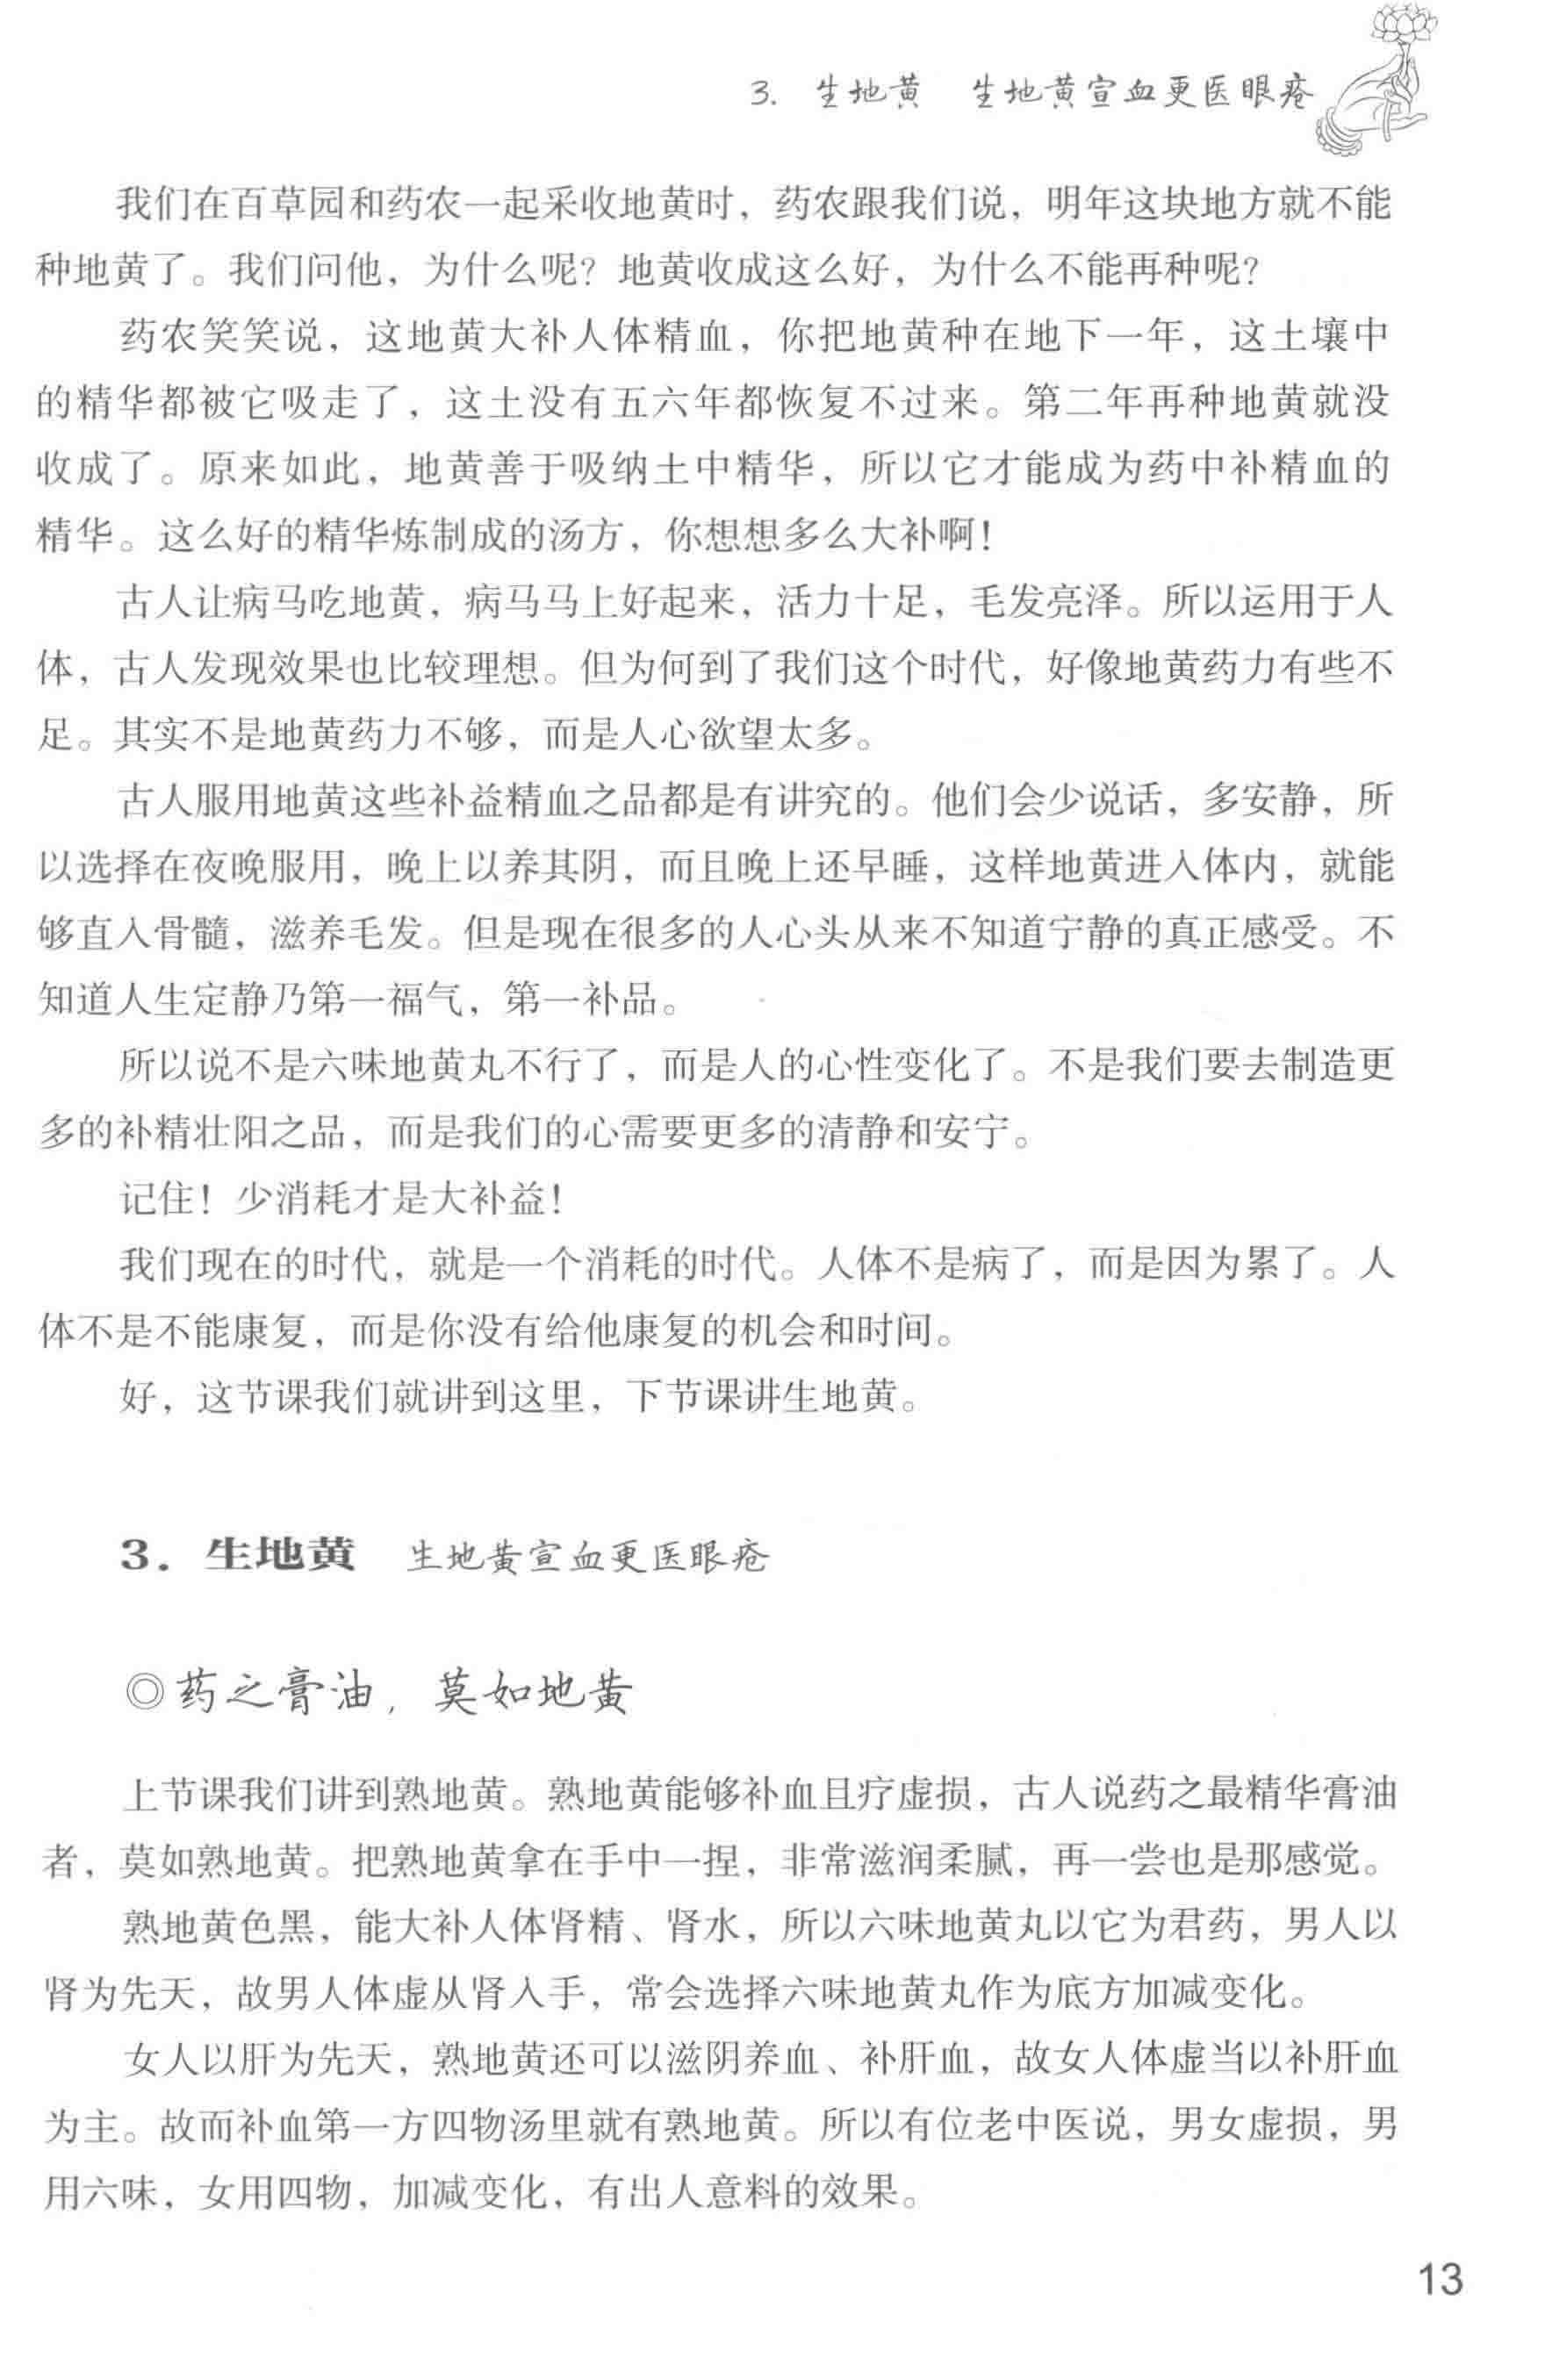 3. 生地黄 生地黄宣血更医眼疮
我们在百草园和药农一起采收地黄时，药农跟我们说，明年这块地方就不能
种地黄了。我们问他，为什么呢？地黄收成这么好，为什么不能再种呢？
药农笑笑说，这地黄大补人体精血，你把地黄种在地下一年，这土壤中
的精华都被它吸走了，这土没有五六年都恢复不过来。第二年再种地黄就没
收成了。原来如此，地黄善于吸纳土中精华，所以它才能成为药中补精血的
精华。这么好的精华炼制成的汤方，你想想多么大补啊！
古人让病马吃地黄，病马马上好起来，活力十足，毛发亮泽。所以运用于人
体，古人发现效果也比较理想。但为何到了我们这个时代，好像地黄药力有些不
足。其实不是地黄药力不够，而是人心欲望太多。
古人服用地黄这些补益精血之品都是有讲究的。他们会少说话，多安静，所
以选择在夜晚服用，晚上以养其阴，而且晚上还早睡，这样地黄进入体内，就能
够直入骨髓，滋养毛发。但是现在很多的人心头从来不知道宁静的真正感受。不
知道人生定静乃第一福气，第一补品。
所以说不是六味地黄丸不行了，而是人的心性变化了。不是我们要去制造更
多的补精壮阳之品，而是我们的心需要更多的清静和安宁。
记住！少消耗才是大补益！
我们现在的时代，就是一个消耗的时代。人体不是病了，而是因为累了。人
体不是不能康复，而是你没有给他康复的机会和时间。
好，这节课我们就讲到这里，下节课讲生地黄。
3. 生地黄 生地黄宣血更医眼疮
◎药之膏油，莫如地黄
上节课我们讲到熟地黄。熟地黄能够补血且疗虚损，古人说药之最精华膏油
者，莫如熟地黄。把熟地黄拿在手中一捏，非常滋润柔腻，再一尝也是那感觉。
熟地黄色黑，能大补人体肾精、肾水，所以六味地黄丸以它为君药，男人以
肾为先天，故男人体虚从肾入手，常会选择六味地黄丸作为底方加减变化。
女人以肝为先天，熟地黄还可以滋阴养血、补肝血，故女人体虚当以补肝血
为主。故而补血第一方四物汤里就有熟地黄。所以有位老中医说，男女虚损，男
用六味，女用四物，加减变化，有出人意料的效果。
13